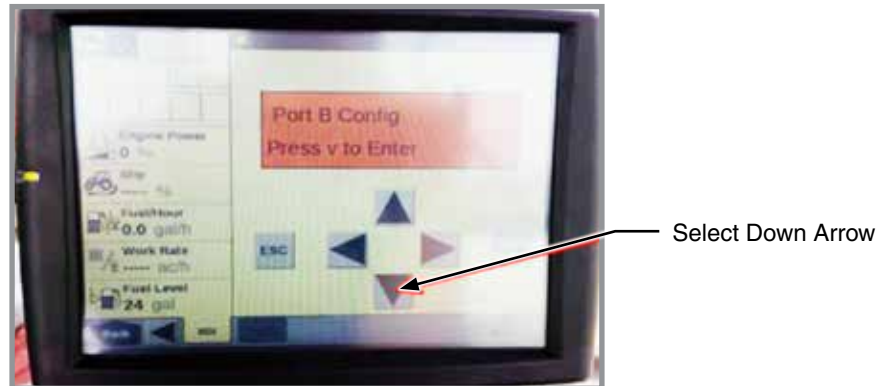 Port B Config
Press v to Enter
Engine Power
0 %
Slip
---- %
Fuel/Hour
0.0 gal/h
Work Rate
----- ac/h
Fuel Level
24 gal
ESC
Back
Select Down Arrow